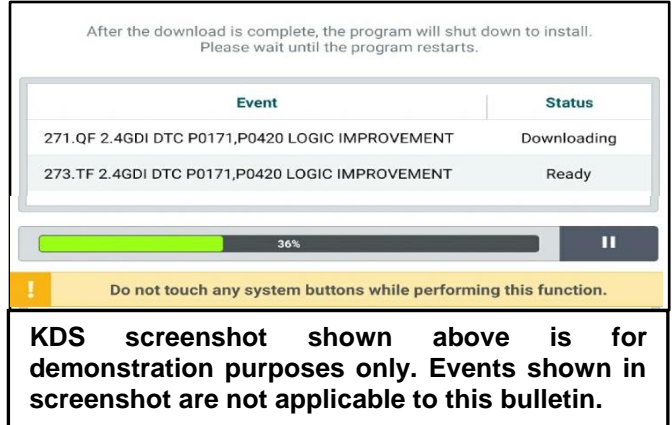 After the download is complete, the program will shut down to install.
Please wait until the program restarts.
Event Status
271.QF 2.4GDI DTC P0171,P0420 LOGIC IMPROVEMENT Downloading
273.TF 2.4GDI DTC P0171,P0420 LOGIC IMPROVEMENT Ready
36%
! Do not touch any system buttons while performing this function.
KDS screenshot shown above is for
demonstration purposes only. Events shown in
screenshot are not applicable to this bulletin.